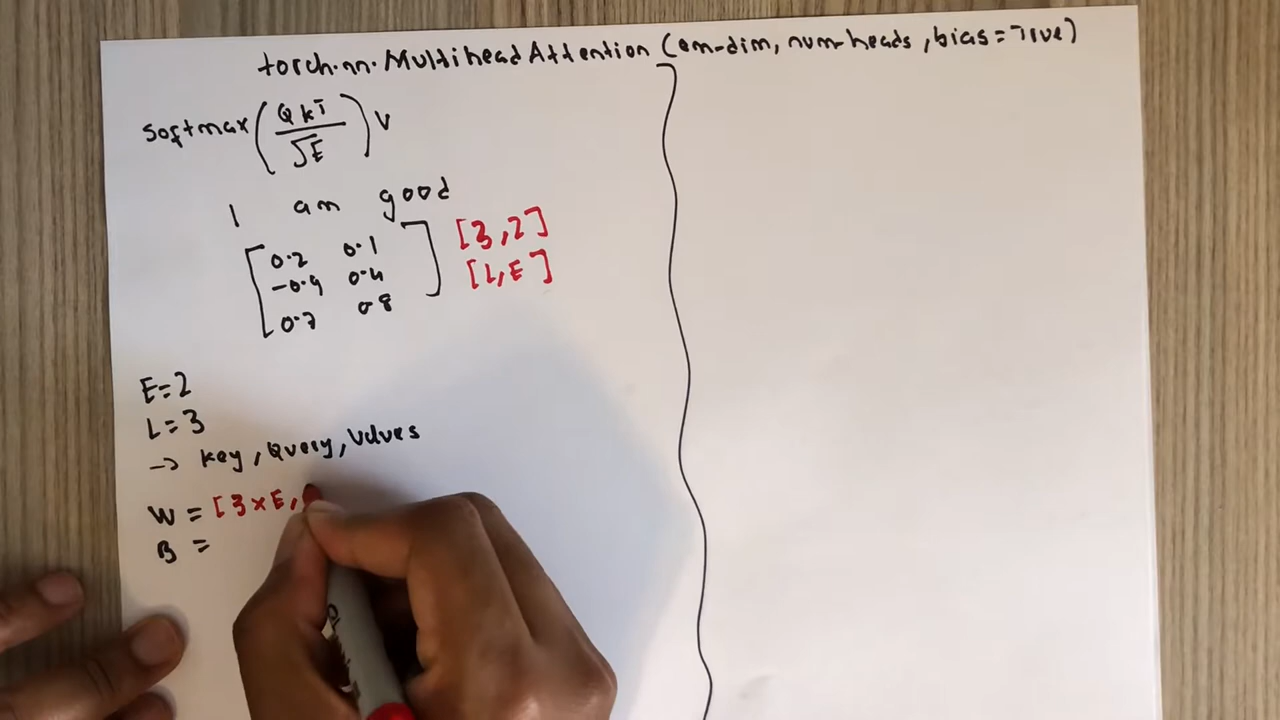 torch.nn.MultiheadAttention (em-dim, num-heads, bias=True)
Softmax (QKT / √E) V
I am good
[0.2 0.1] [3,2]
-0.9 0.4 [L,E]
0.7 0.8
E=2
L=3
→ Key, Query, Values
W = [3×E,
B =